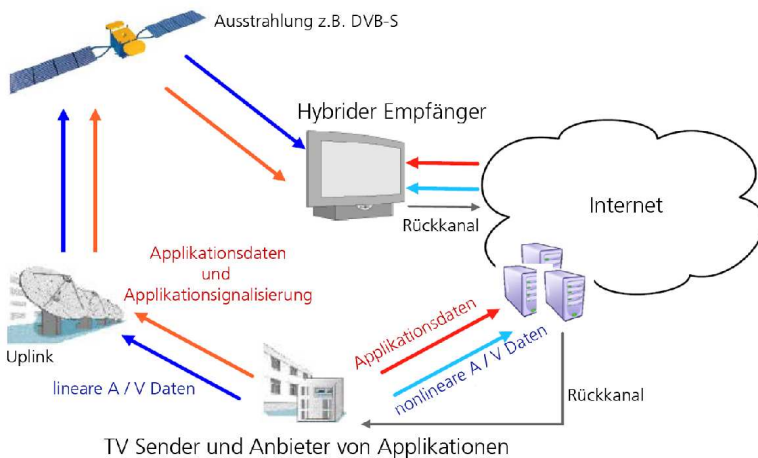 Ausstrahlung z.B. DVB-S
Hybrider Empfänger
Internet
Rückkanal
Applikationsdaten
und
Applikationsignalisierung
Uplink
lineare A / V Daten
Applikationsdaten
nonlineare A / V Daten
Rückkanal
TV Sender und Anbieter von Applikationen